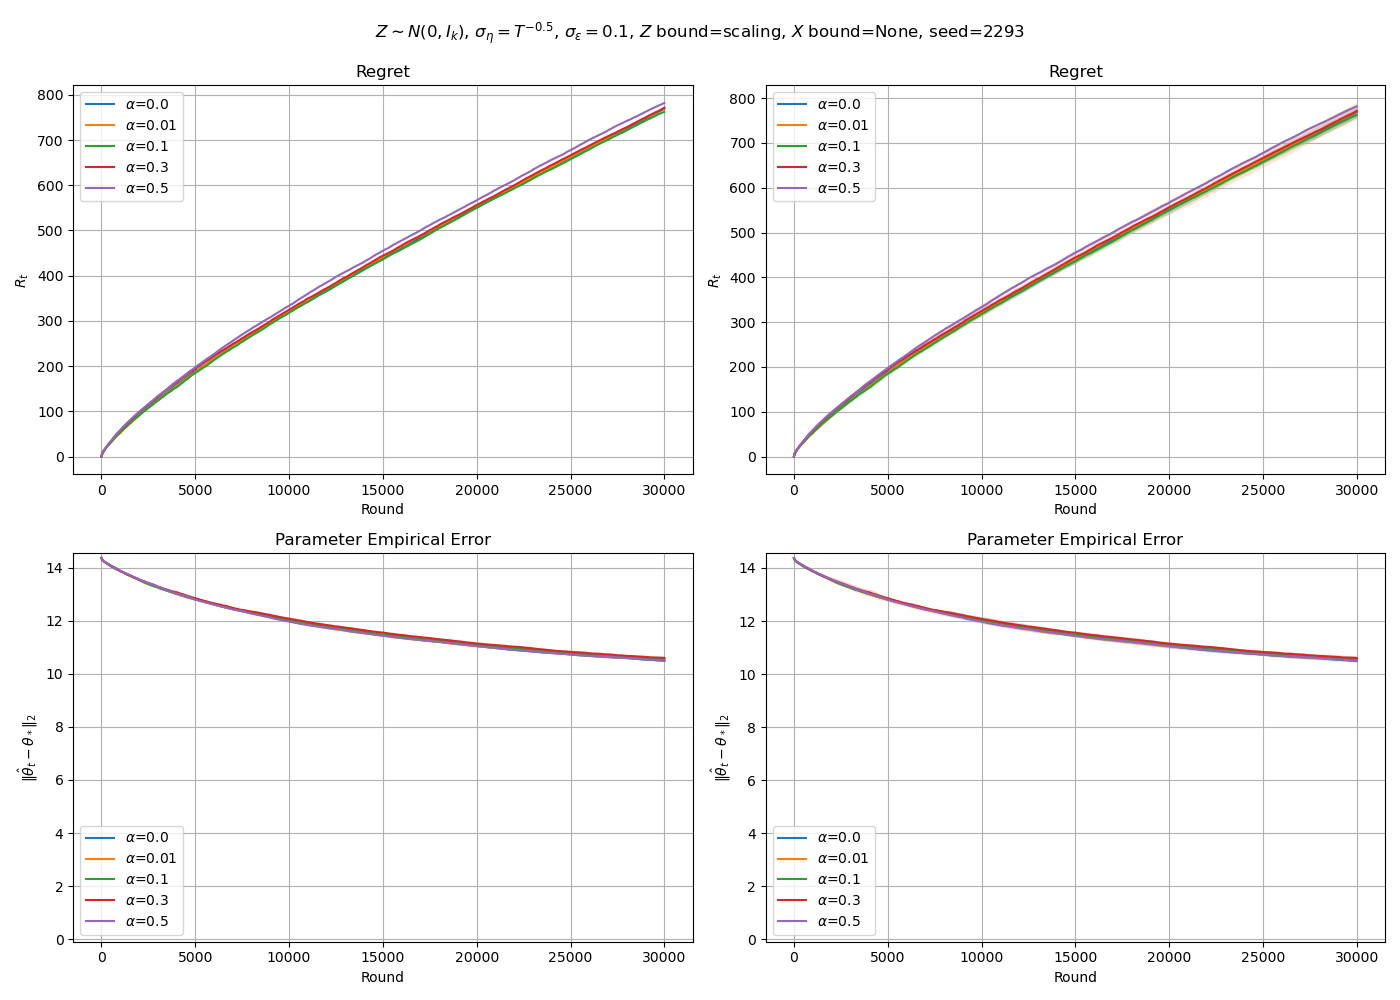 Z ~ N(0, I_k), σ_η = T^{-0.5}, σ_ε = 0.1, Z bound=scaling, X bound=None, seed=2293
Regret
R_t
800
700
600
500
400
300
200
100
0
α=0.0
α=0.01
α=0.1
α=0.3
α=0.5
0 5000 10000 15000 20000 25000 30000
Round
Regret
R_t
800
700
600
500
400
300
200
100
0
α=0.0
α=0.01
α=0.1
α=0.3
α=0.5
0 5000 10000 15000 20000 25000 30000
Round
Parameter Empirical Error
‖θ̂_t − θ_*‖_2
14
12
10
8
6
4
2
0
α=0.0
α=0.01
α=0.1
α=0.3
α=0.5
0 5000 10000 15000 20000 25000 30000
Round
Parameter Empirical Error
‖θ̂_t − θ_*‖_2
14
12
10
8
6
4
2
0
α=0.0
α=0.01
α=0.1
α=0.3
α=0.5
0 5000 10000 15000 20000 25000 30000
Round